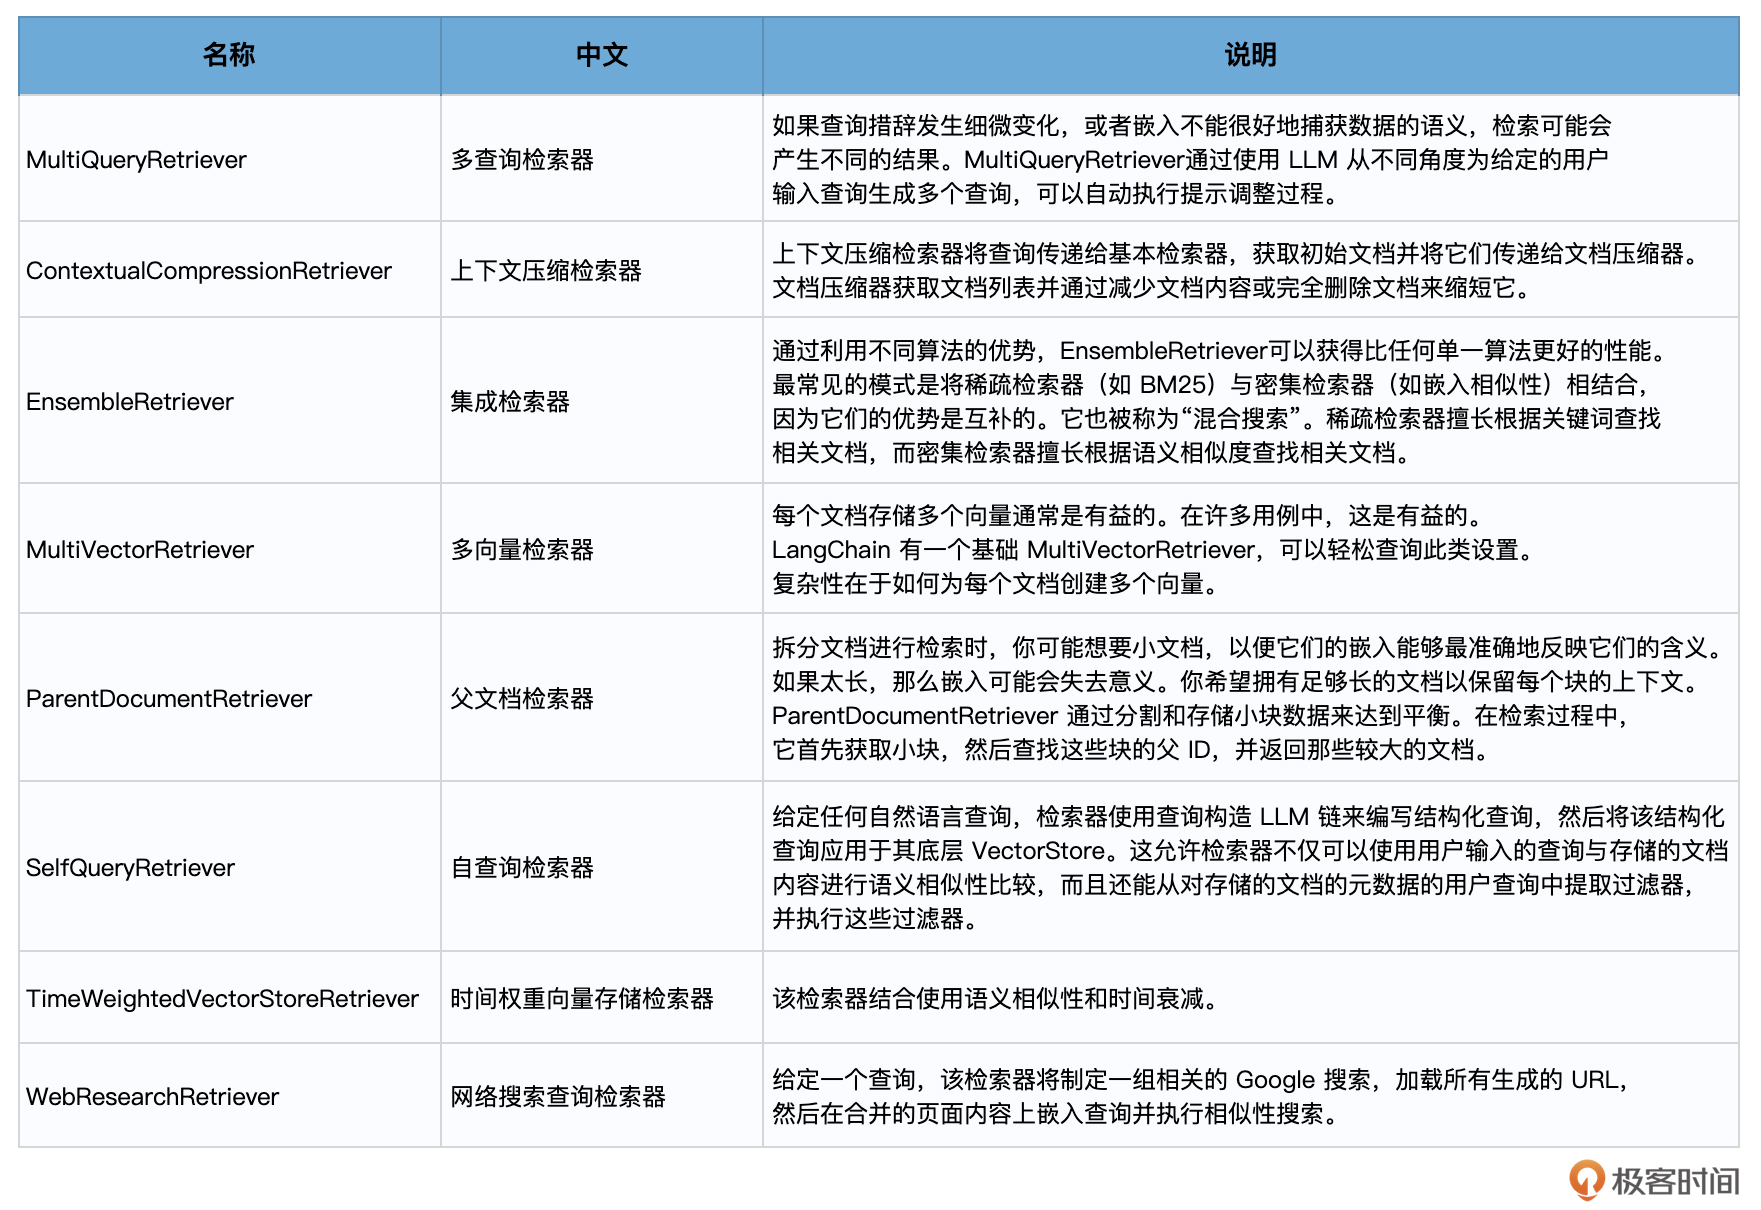 名称
中文
说明
MultiQueryRetriever
多查询检索器
如果查询措辞发生细微变化，或者嵌入不能很好地捕获数据的语义，检索可能会
产生不同的结果。MultiQueryRetriever通过使用 LLM 从不同角度为给定的用户
输入查询生成多个查询，可以自动执行提示调整过程。
ContextualCompressionRetriever
上下文压缩检索器
上下文压缩检索器将查询传递给基本检索器，获取初始文档并将它们传递给文档压缩器。
文档压缩器获取文档列表并通过减少文档内容或完全删除文档来缩短它。
EnsembleRetriever
集成检索器
通过利用不同算法的优势，EnsembleRetriever可以获得比任何单一算法更好的性能。
最常见的模式是将稀疏检索器（如 BM25）与密集检索器（如嵌入相似性）相结合，
因为它们的优势是互补的。它也被称为“混合搜索”。稀疏检索器擅长根据关键词查找
相关文档，而密集检索器擅长根据语义相似度查找相关文档。
MultiVectorRetriever
多向量检索器
每个文档存储多个向量通常是有益的。在许多用例中，这是有益的。
LangChain 有一个基础 MultiVectorRetriever，可以轻松查询此类设置。
复杂性在于如何为每个文档创建多个向量。
ParentDocumentRetriever
父文档检索器
拆分文档进行检索时，你可能想要小文档，以便它们的嵌入能够最准确地反映它们的含义。
如果太长，那么嵌入可能会失去意义。你希望拥有足够长的文档以保留每个块的上下文。
ParentDocumentRetriever 通过分割和存储小块数据来达到平衡。在检索过程中，
它首先获取小块，然后查找这些块的父 ID，并返回那些较大的文档。
SelfQueryRetriever
自查询检索器
给定任何自然语言查询，检索器使用查询构造 LLM 链来编写结构化查询，然后将该结构化
查询应用于其底层 VectorStore。这允许检索器不仅可以使用用户输入的查询与存储的文档
内容进行语义相似性比较，而且还能从对存储的文档的元数据的用户查询中提取过滤器，
并执行这些过滤器。
TimeWeightedVectorStoreRetriever
时间权重向量存储检索器
该检索器结合使用语义相似性和时间衰减。
WebResearchRetriever
网络搜索查询检索器
给定一个查询，该检索器将制定一组相关的 Google 搜索，加载所有生成的 URL，
然后在合并的页面内容上嵌入查询并执行相似性搜索。
极客时间